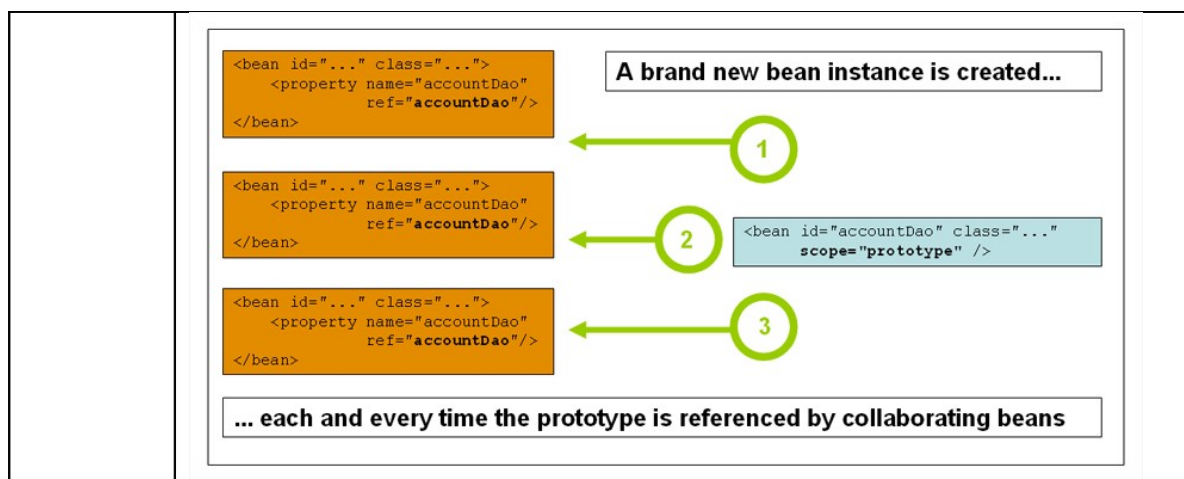 <bean id="..." class="...">
<property name="accountDao"
ref="accountDao"/>
</bean>
A brand new bean instance is created...
1
<bean id="..." class="...">
<property name="accountDao"
ref="accountDao"/>
</bean>
2
<bean id="accountDao" class="..."
scope="prototype" />
<bean id="..." class="...">
<property name="accountDao"
ref="accountDao"/>
</bean>
3
... each and every time the prototype is referenced by collaborating beans